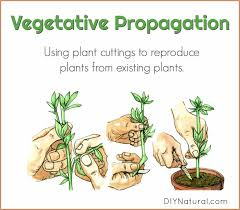 Vegetative Propagation
Using plant cuttings to reproduce
plants from existing plants.
DIYNatural.com